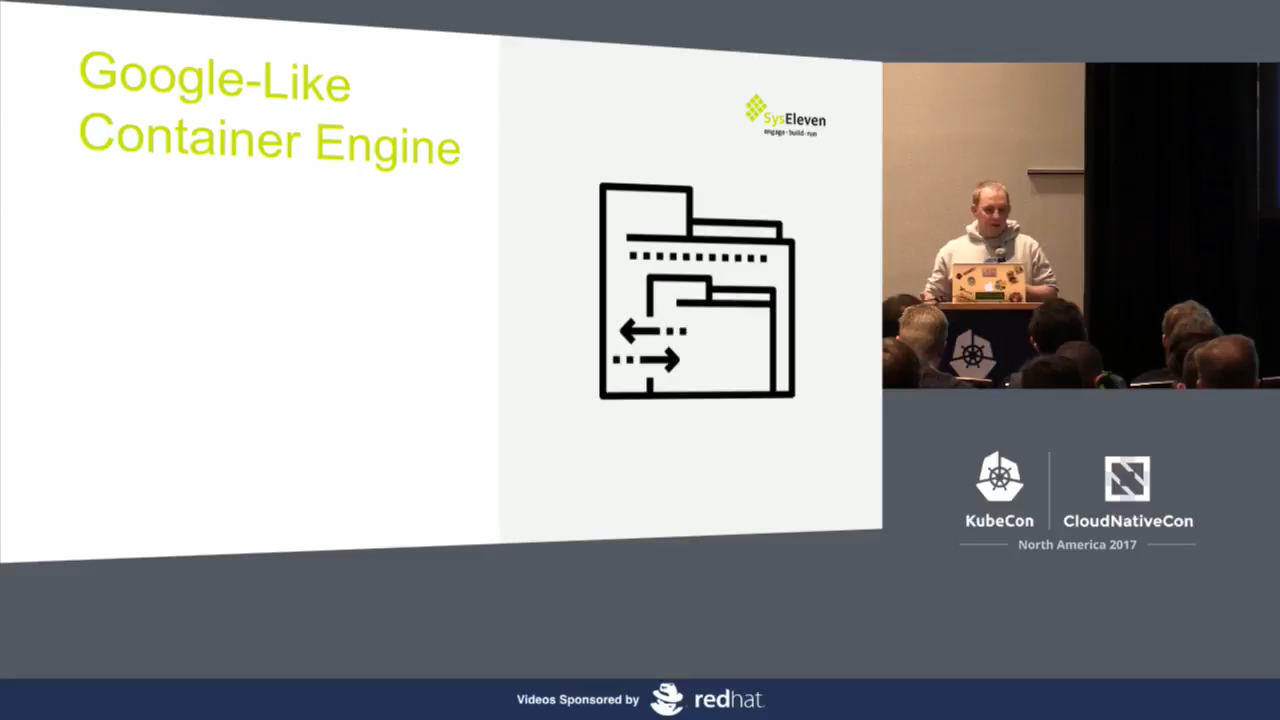 Google-Like
Container Engine
SysEleven
engage·build·run
KubeCon
CloudNativeCon
North America 2017
Videos Sponsored by
redhat.